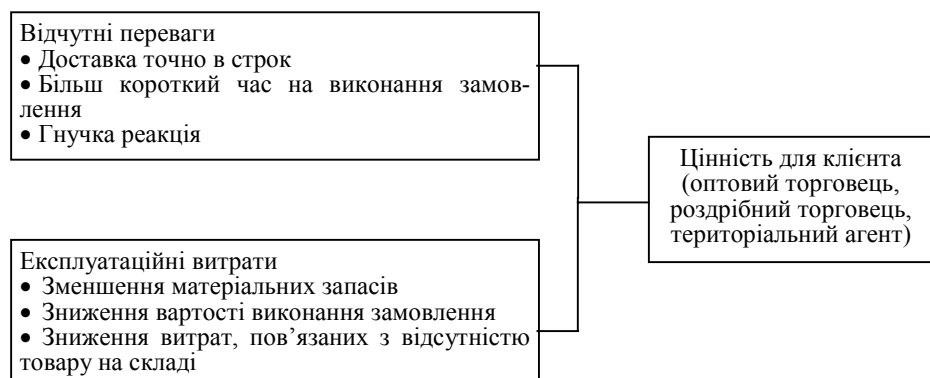 Відчутні переваги
• Доставка точно в строк
• Більш короткий час на виконання замов-
лення
• Гнучка реакція
Цінність для клієнта
(оптовий торговець,
роздрібний торговець,
територіальний агент)
Експлуатаційні витрати
• Зменшення матеріальних запасів
• Зниження вартості виконання замовлення
• Зниження витрат, пов’язаних з відсутністю
товару на складі